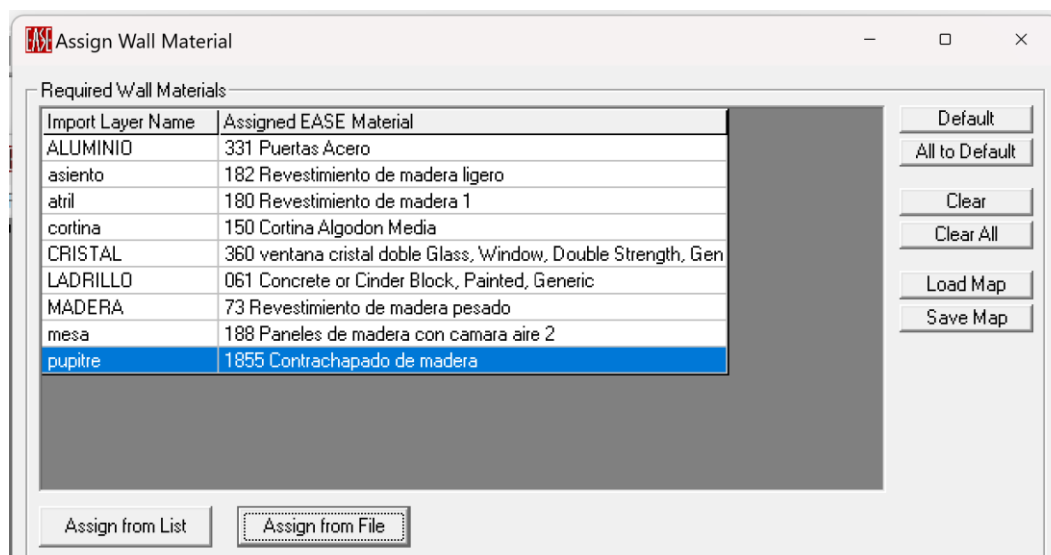 EASE Assign Wall Material
Required Wall Materials
Import Layer Name Assigned EASE Material
ALUMINIO 331 Puertas Acero
asiento 182 Revestimiento de madera ligero
atril 180 Revestimiento de madera 1
cortina 150 Cortina Algodon Media
CRISTAL 360 ventana cristal doble Glass, Window, Double Strength, Gen
LADRILLO 061 Concrete or Cinder Block, Painted, Generic
MADERA 73 Revestimiento de madera pesado
mesa 188 Paneles de madera con camara aire 2
pupitre 1855 Contrachapado de madera
Default
All to Default
Clear
Clear All
Load Map
Save Map
Assign from List Assign from File